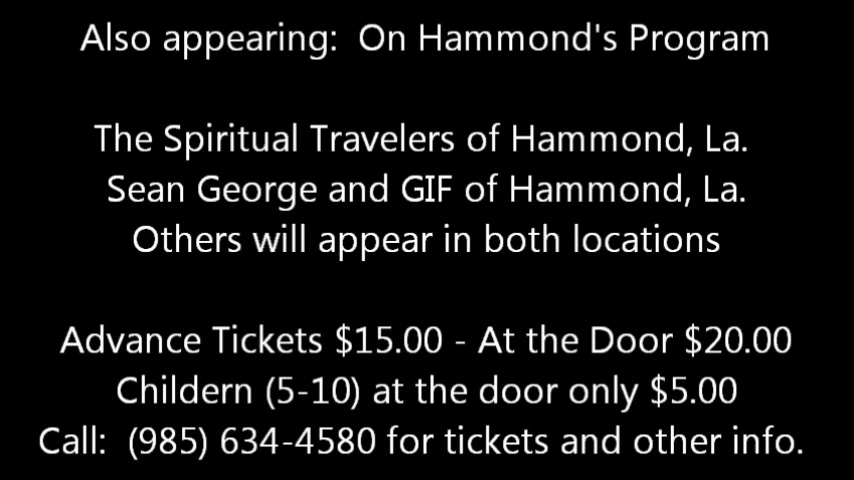 Also appearing:  On Hammond's Program
The Spiritual Travelers of Hammond, La.
Sean George and GIF of Hammond, La.
Others will appear in both locations
Advance Tickets $15.00 - At the Door $20.00
Childern (5-10) at the door only $5.00
Call:  (985) 634-4580 for tickets and other info.